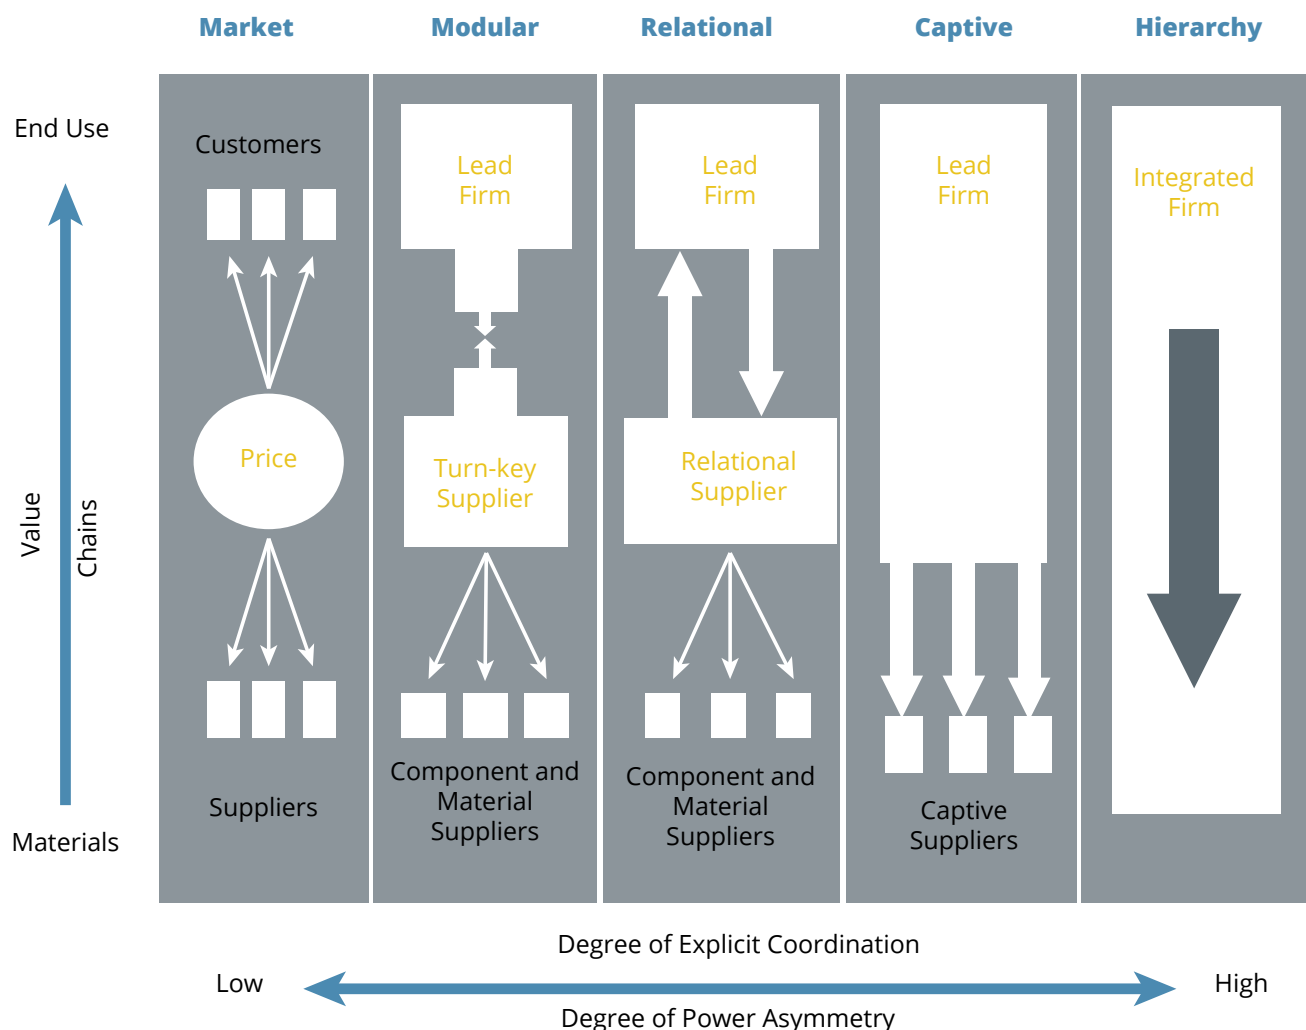 Market
Modular
Relational
Captive
Hierarchy
End Use
Value
Chains
Materials
Customers
Price
Suppliers
Lead
Firm
Turn-key
Supplier
Component and
Material
Suppliers
Lead
Firm
Relational
Supplier
Component and
Material
Suppliers
Lead
Firm
Captive
Suppliers
Integrated
Firm
Degree of Explicit Coordination
Low
High
Degree of Power Asymmetry